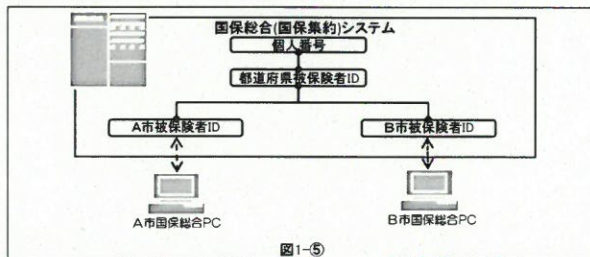 国保総合(国保集約)システム
個人番号
都道府県被保険者ID
A市被保険者ID
B市被保険者ID
A市国保総合PC
B市国保総合PC
図1-⑤